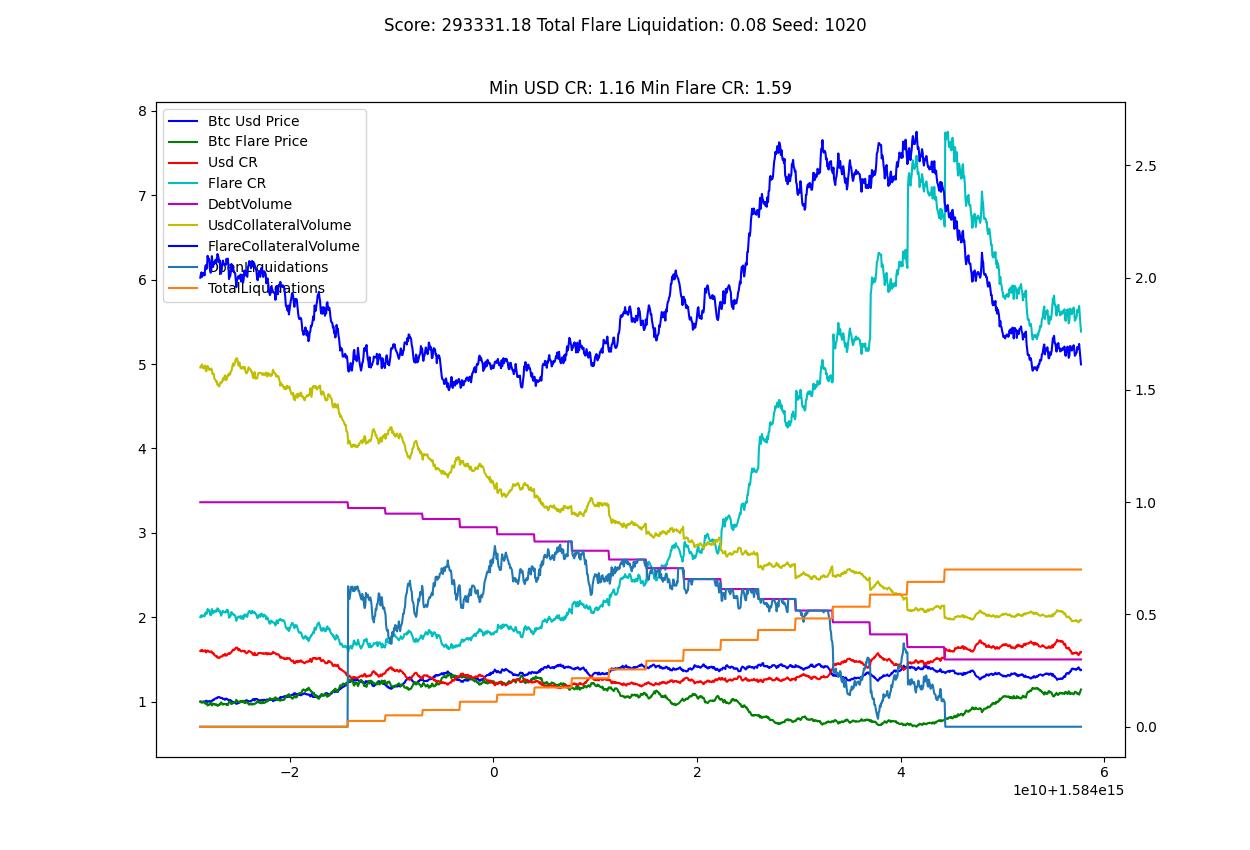 Score: 293331.18 Total Flare Liquidation: 0.08 Seed: 1020
Min USD CR: 1.16 Min Flare CR: 1.59
Btc Usd Price
Btc Flare Price
Usd CR
Flare CR
DebtVolume
UsdCollateralVolume
FlareCollateralVolume
OpenLiquidations
TotalLiquidations
8
7
6
5
4
3
2
1
2.5
2.0
1.5
1.0
0.5
0.0
−2
0
2
4
6
1e10+1.584e15